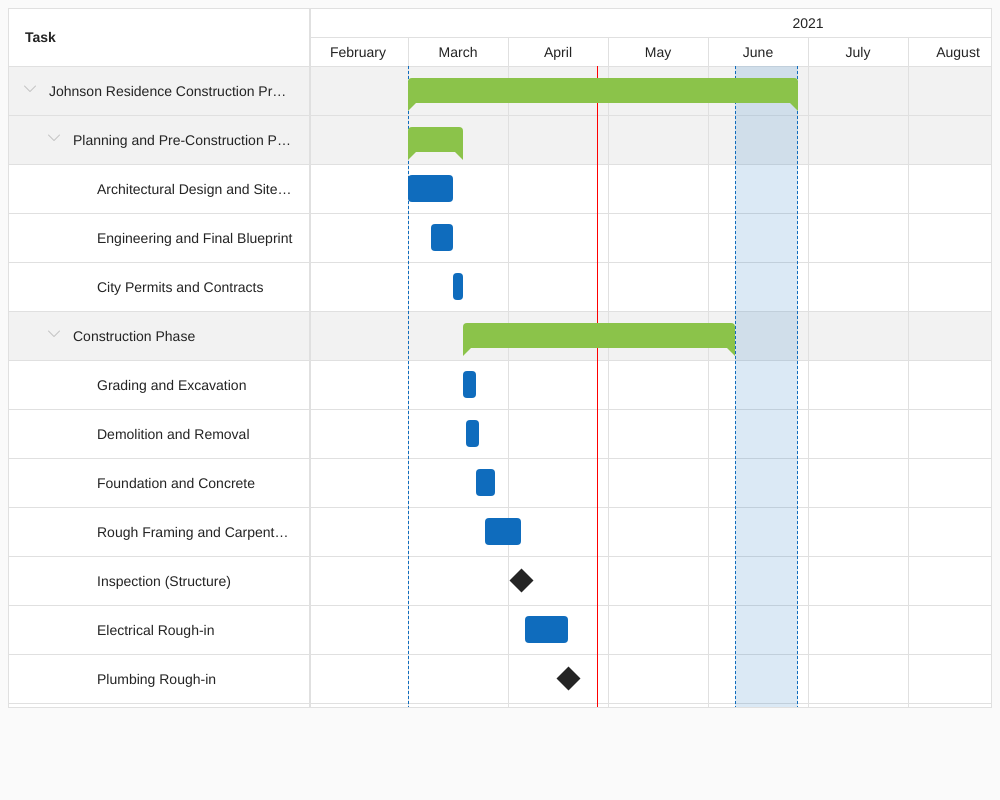 Task
2021
February March April May June July August
Johnson Residence Construction Pr…
Planning and Pre-Construction P…
Architectural Design and Site…
Engineering and Final Blueprint
City Permits and Contracts
Construction Phase
Grading and Excavation
Demolition and Removal
Foundation and Concrete
Rough Framing and Carpent…
Inspection (Structure)
Electrical Rough-in
Plumbing Rough-in